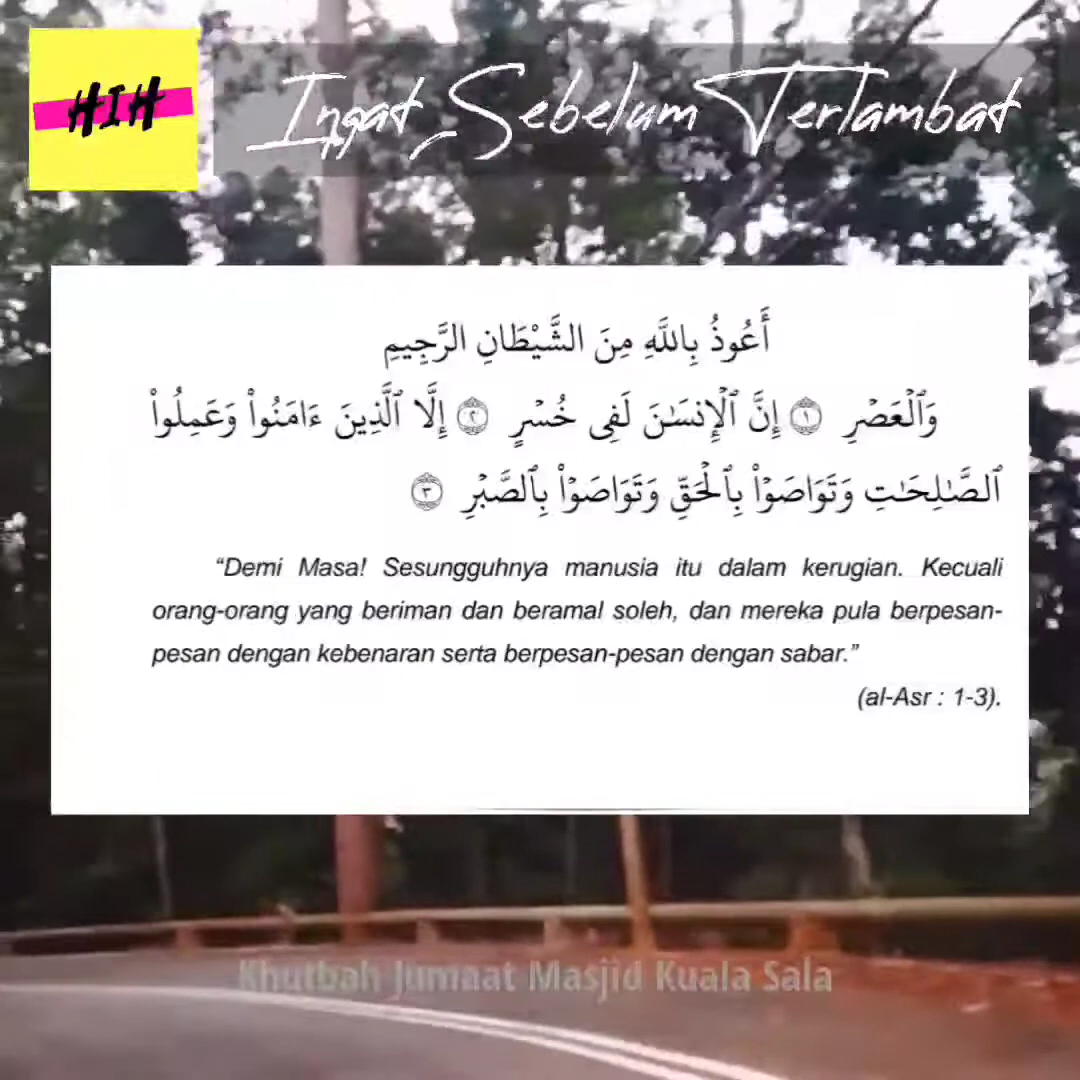 HIH
Ingat Sebelum Terlambat
أَعُوذُ بِاللَّهِ مِنَ الشَّيْطَانِ الرَّجِيمِ
وَٱلْعَصْرِ ۝١ إِنَّ ٱلْإِنسَـٰنَ لَفِى خُسْرٍ ۝٢ إِلَّا ٱلَّذِينَ ءَامَنُوا۟ وَعَمِلُوا۟
ٱلصَّـٰلِحَـٰتِ وَتَوَاصَوْا۟ بِٱلْحَقِّ وَتَوَاصَوْا۟ بِٱلصَّبْرِ ۝٣
“Demi Masa! Sesungguhnya manusia itu dalam kerugian. Kecuali
orang-orang yang beriman dan beramal soleh, dan mereka pula berpesan-
pesan dengan kebenaran serta berpesan-pesan dengan sabar.”
(al-Asr : 1-3).
Khutbah Jumaat Masjid Kuala Sala